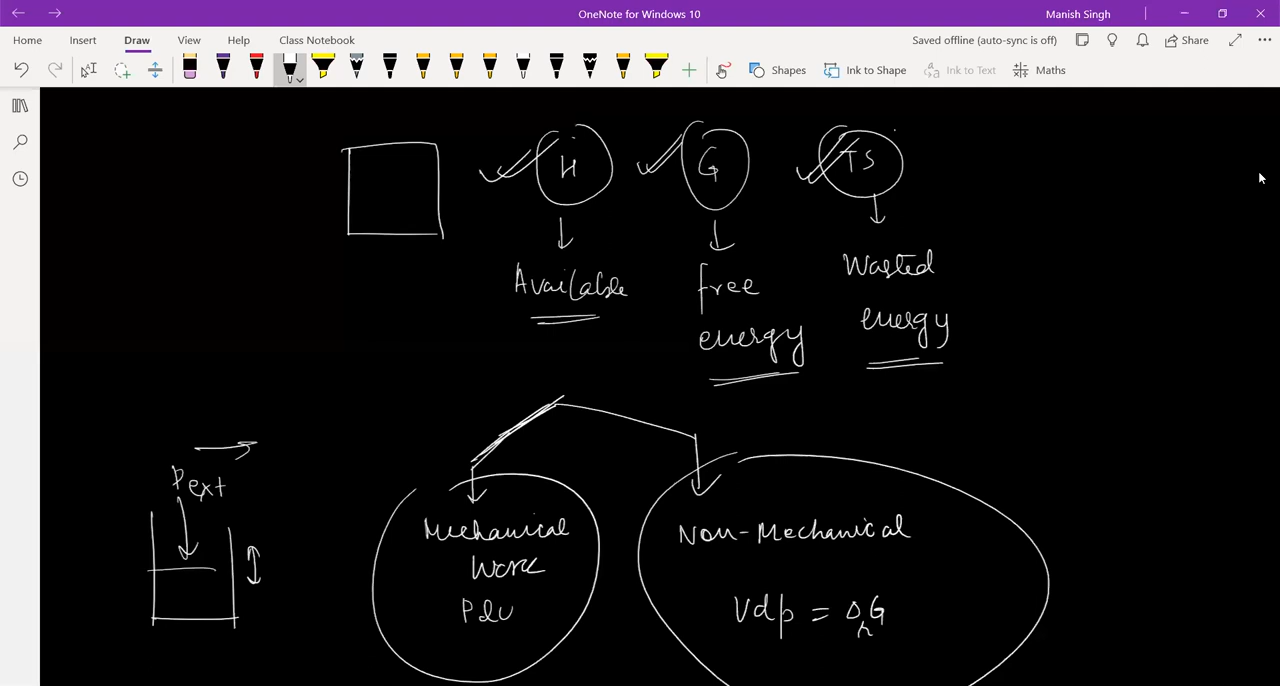 OneNote for Windows 10
Manish Singh
Home Insert Draw View Help Class Notebook
Saved offline (auto-sync is off)
Share
Shapes
Ink to Shape
Ink to Text
Maths
H G TS
Available
free
energy
Wasted
energy
Pext
Mechanical
Work
Pdv
Non-Mechanical
Vdp = ΔrG